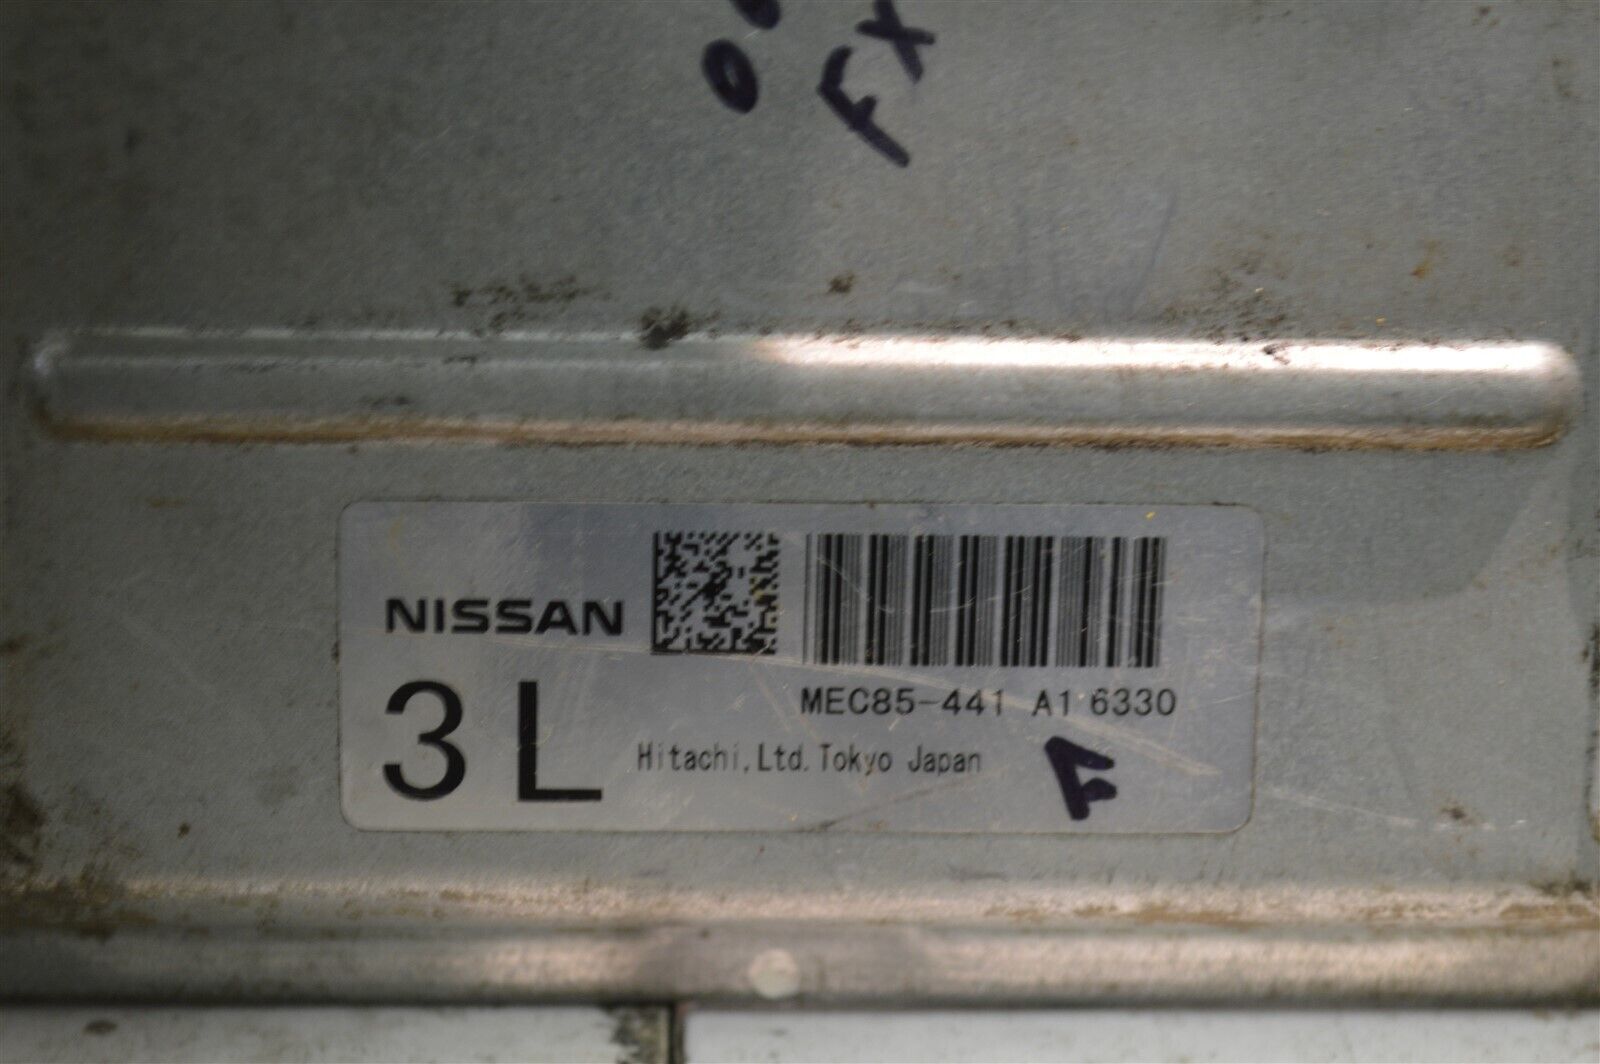 FX
NISSAN
MEC85-441 A1 6330
3L
Hitachi,Ltd.Tokyo Japan
F